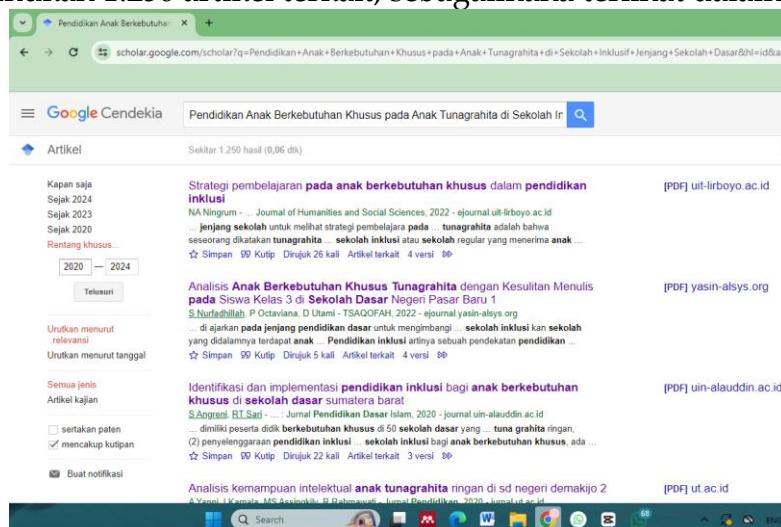 Pendidikan Anak Berkebutuhan
scholar.google.com/scholar?q=Pendidikan+Anak+Berkebutuhan+Khusus+pada+Anak+Tunagrahita+di+Sekolah+Inklusif+Jenjang+Sekolah+Dasar&hl=id&a
Google Cendekia
Pendidikan Anak Berkebutuhan Khusus pada Anak Tunagrahita di Sekolah Ir
Artikel
Sekitar 1.250 hasil (0,06 dtk)
Kapan saja
Sejak 2024
Sejak 2023
Sejak 2020
Rentang khusus...
2020 — 2024
Telusuri
Urutkan menurut relevansi
Urutkan menurut tanggal
Semua jenis
Artikel kajian
sertakan paten
mencakup kutipan
Buat notifikasi
Strategi pembelajaran pada anak berkebutuhan khusus dalam pendidikan
inklusi
[PDF] uit-lirboyo.ac.id
NA Ningrum - ... Journal of Humanities and Social Sciences, 2022 - ejournal.uit-lirboyo.ac.id
... jenjang sekolah untuk melihat strategi pembelajara pada ... tunagrahita adalah bahwa
seseorang dikatakan tunagrahita ... sekolah inklusi atau sekolah regular yang menerima anak ...
Simpan Kutip Dirujuk 26 kali Artikel terkait 4 versi
Analisis Anak Berkebutuhan Khusus Tunagrahita dengan Kesulitan Menulis
pada Siswa Kelas 3 di Sekolah Dasar Negeri Pasar Baru 1
[PDF] yasin-alsys.org
S Nurfadhillah, P Octaviana, D Utami - TSAQOFAH, 2022 - ejournal.yasin-alsys.org
... di ajarkan pada jenjang pendidikan dasar untuk mengimbangi ... sekolah inklusi kan sekolah
yang didalamnya terdapat anak ... Pendidikan inklusi artinya sebuah pendekatan pendidikan ...
Simpan Kutip Dirujuk 5 kali Artikel terkait 4 versi
Identifikasi dan implementasi pendidikan inklusi bagi anak berkebutuhan
khusus di sekolah dasar sumatera barat
[PDF] uin-alauddin.ac.id
S Angreni, RT Sari - ... : Jurnal Pendidikan Dasar Islam, 2020 - journal.uin-alauddin.ac.id
... dimiliki peserta didik berkebutuhan khusus di 50 sekolah dasar yang ... tuna grahita ringan,
(2) penyelenggaraan pendidikan inklusi ... sekolah inklusi bagi anak berkebutuhan khusus, ada ...
Simpan Kutip Dirujuk 22 kali Artikel terkait 3 versi
Analisis kemampuan intelektual anak tunagrahita ringan di sd negeri demakijo 2
[PDF] ut.ac.id
Search
68